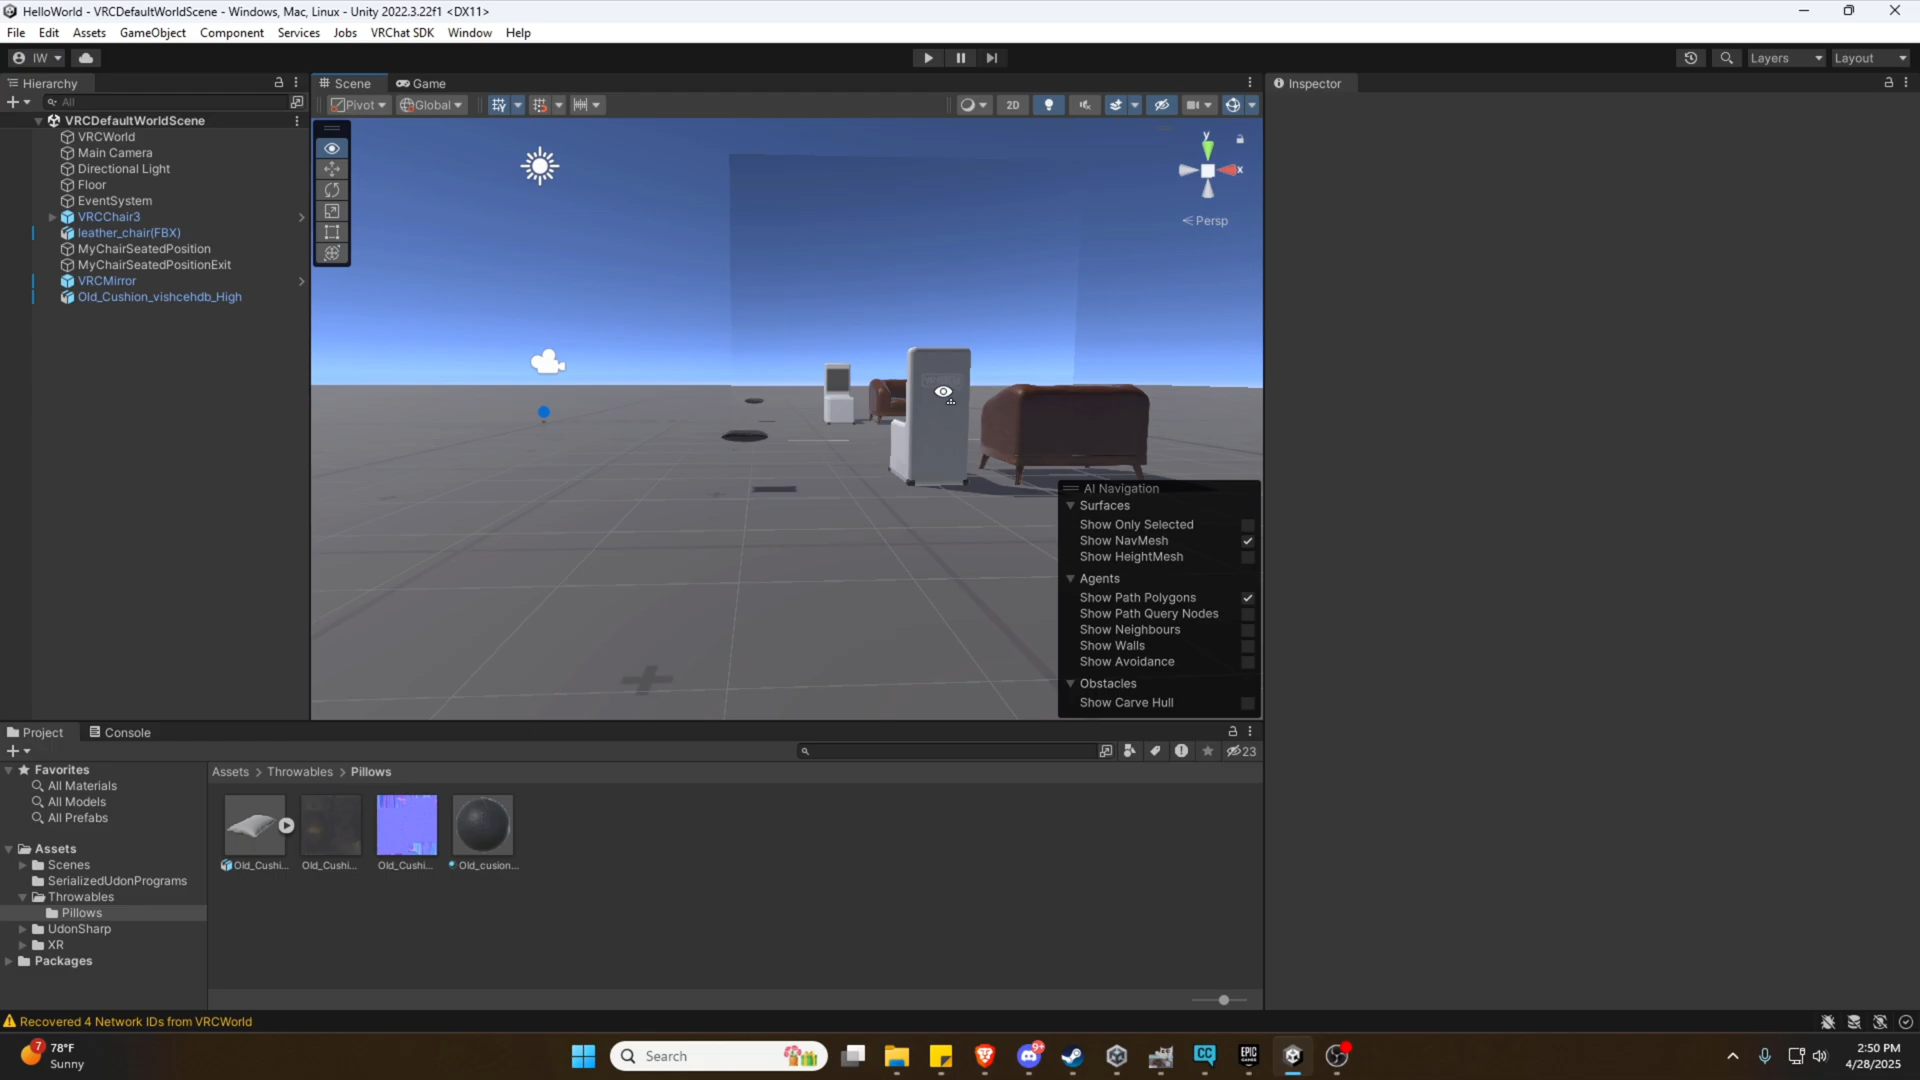 HelloWorld - VRCDefaultWorldScene - Windows, Mac, Linux - Unity 2022.3.22f1 <DX11>
File Edit Assets GameObject Component Services Jobs VRChat SDK Window Help
IW
Layers
Layout
Hierarchy
All
VRCDefaultWorldScene
VRCWorld
Main Camera
Directional Light
Floor
EventSystem
VRCChair3
leather_chair(FBX)
MyChairSeatedPosition
MyChairSeatedPositionExit
VRCMirror
Old_Cushion_vishcehdb_High
Scene
Game
Pivot
Global
2D
y
x
Persp
AI Navigation
Surfaces
Show Only Selected
Show NavMesh
Show HeightMesh
Agents
Show Path Polygons
Show Path Query Nodes
Show Neighbours
Show Walls
Show Avoidance
Obstacles
Show Carve Hull
Inspector
Project
Console
23
Favorites
All Materials
All Models
All Prefabs
Assets
Scenes
SerializedUdonPrograms
Throwables
Pillows
UdonSharp
XR
Packages
Assets > Throwables > Pillows
Old_Cushi...
Old_Cushi...
Old_Cushi...
Old_cusion...
Recovered 4 Network IDs from VRCWorld
7
78°F
Sunny
Search
9+
CC
EPIC
GAMES
2:50 PM
4/28/2025